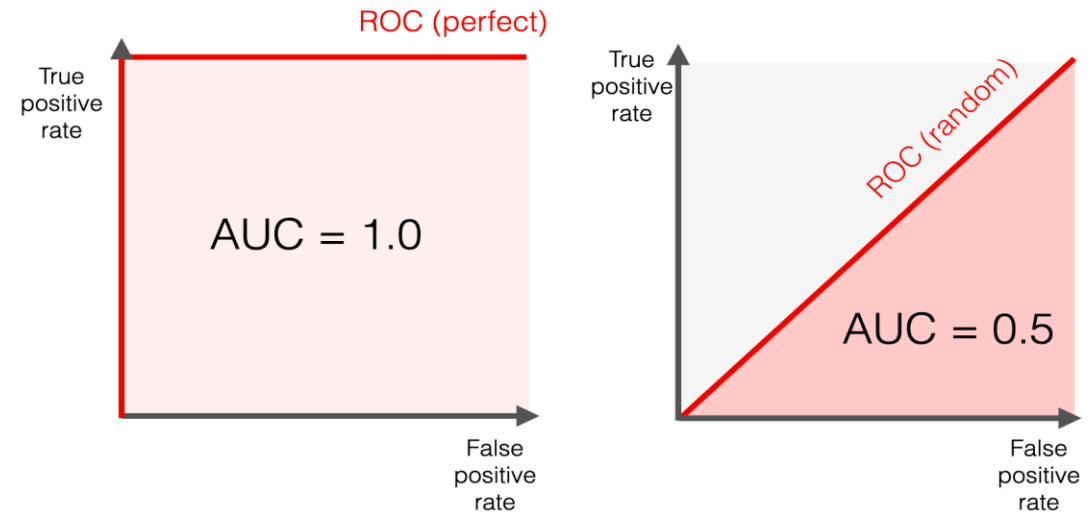 ROC (perfect)
True
positive
rate
AUC = 1.0
False
positive
rate
True
positive
rate
ROC (random)
AUC = 0.5
False
positive
rate